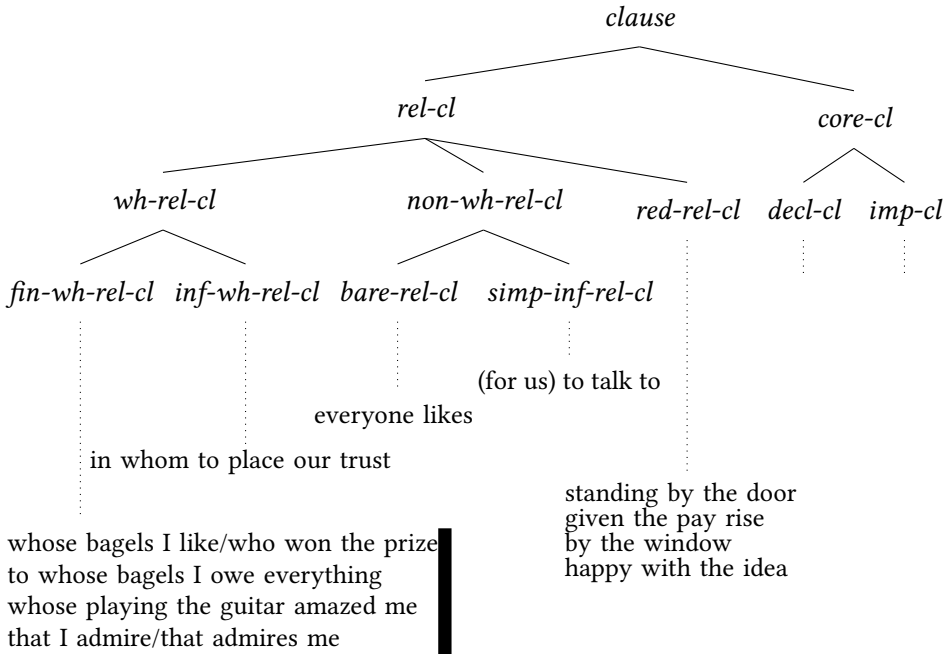 clause
rel-cl
core-cl
wh-rel-cl
non-wh-rel-cl
red-rel-cl
decl-cl
imp-cl
fin-wh-rel-cl
inf-wh-rel-cl
bare-rel-cl
simp-inf-rel-cl
(for us) to talk to
everyone likes
in whom to place our trust
standing by the door
given the pay rise
by the window
happy with the idea
whose bagels I like/who won the prize
to whose bagels I owe everything
whose playing the guitar amazed me
that I admire/that admires me